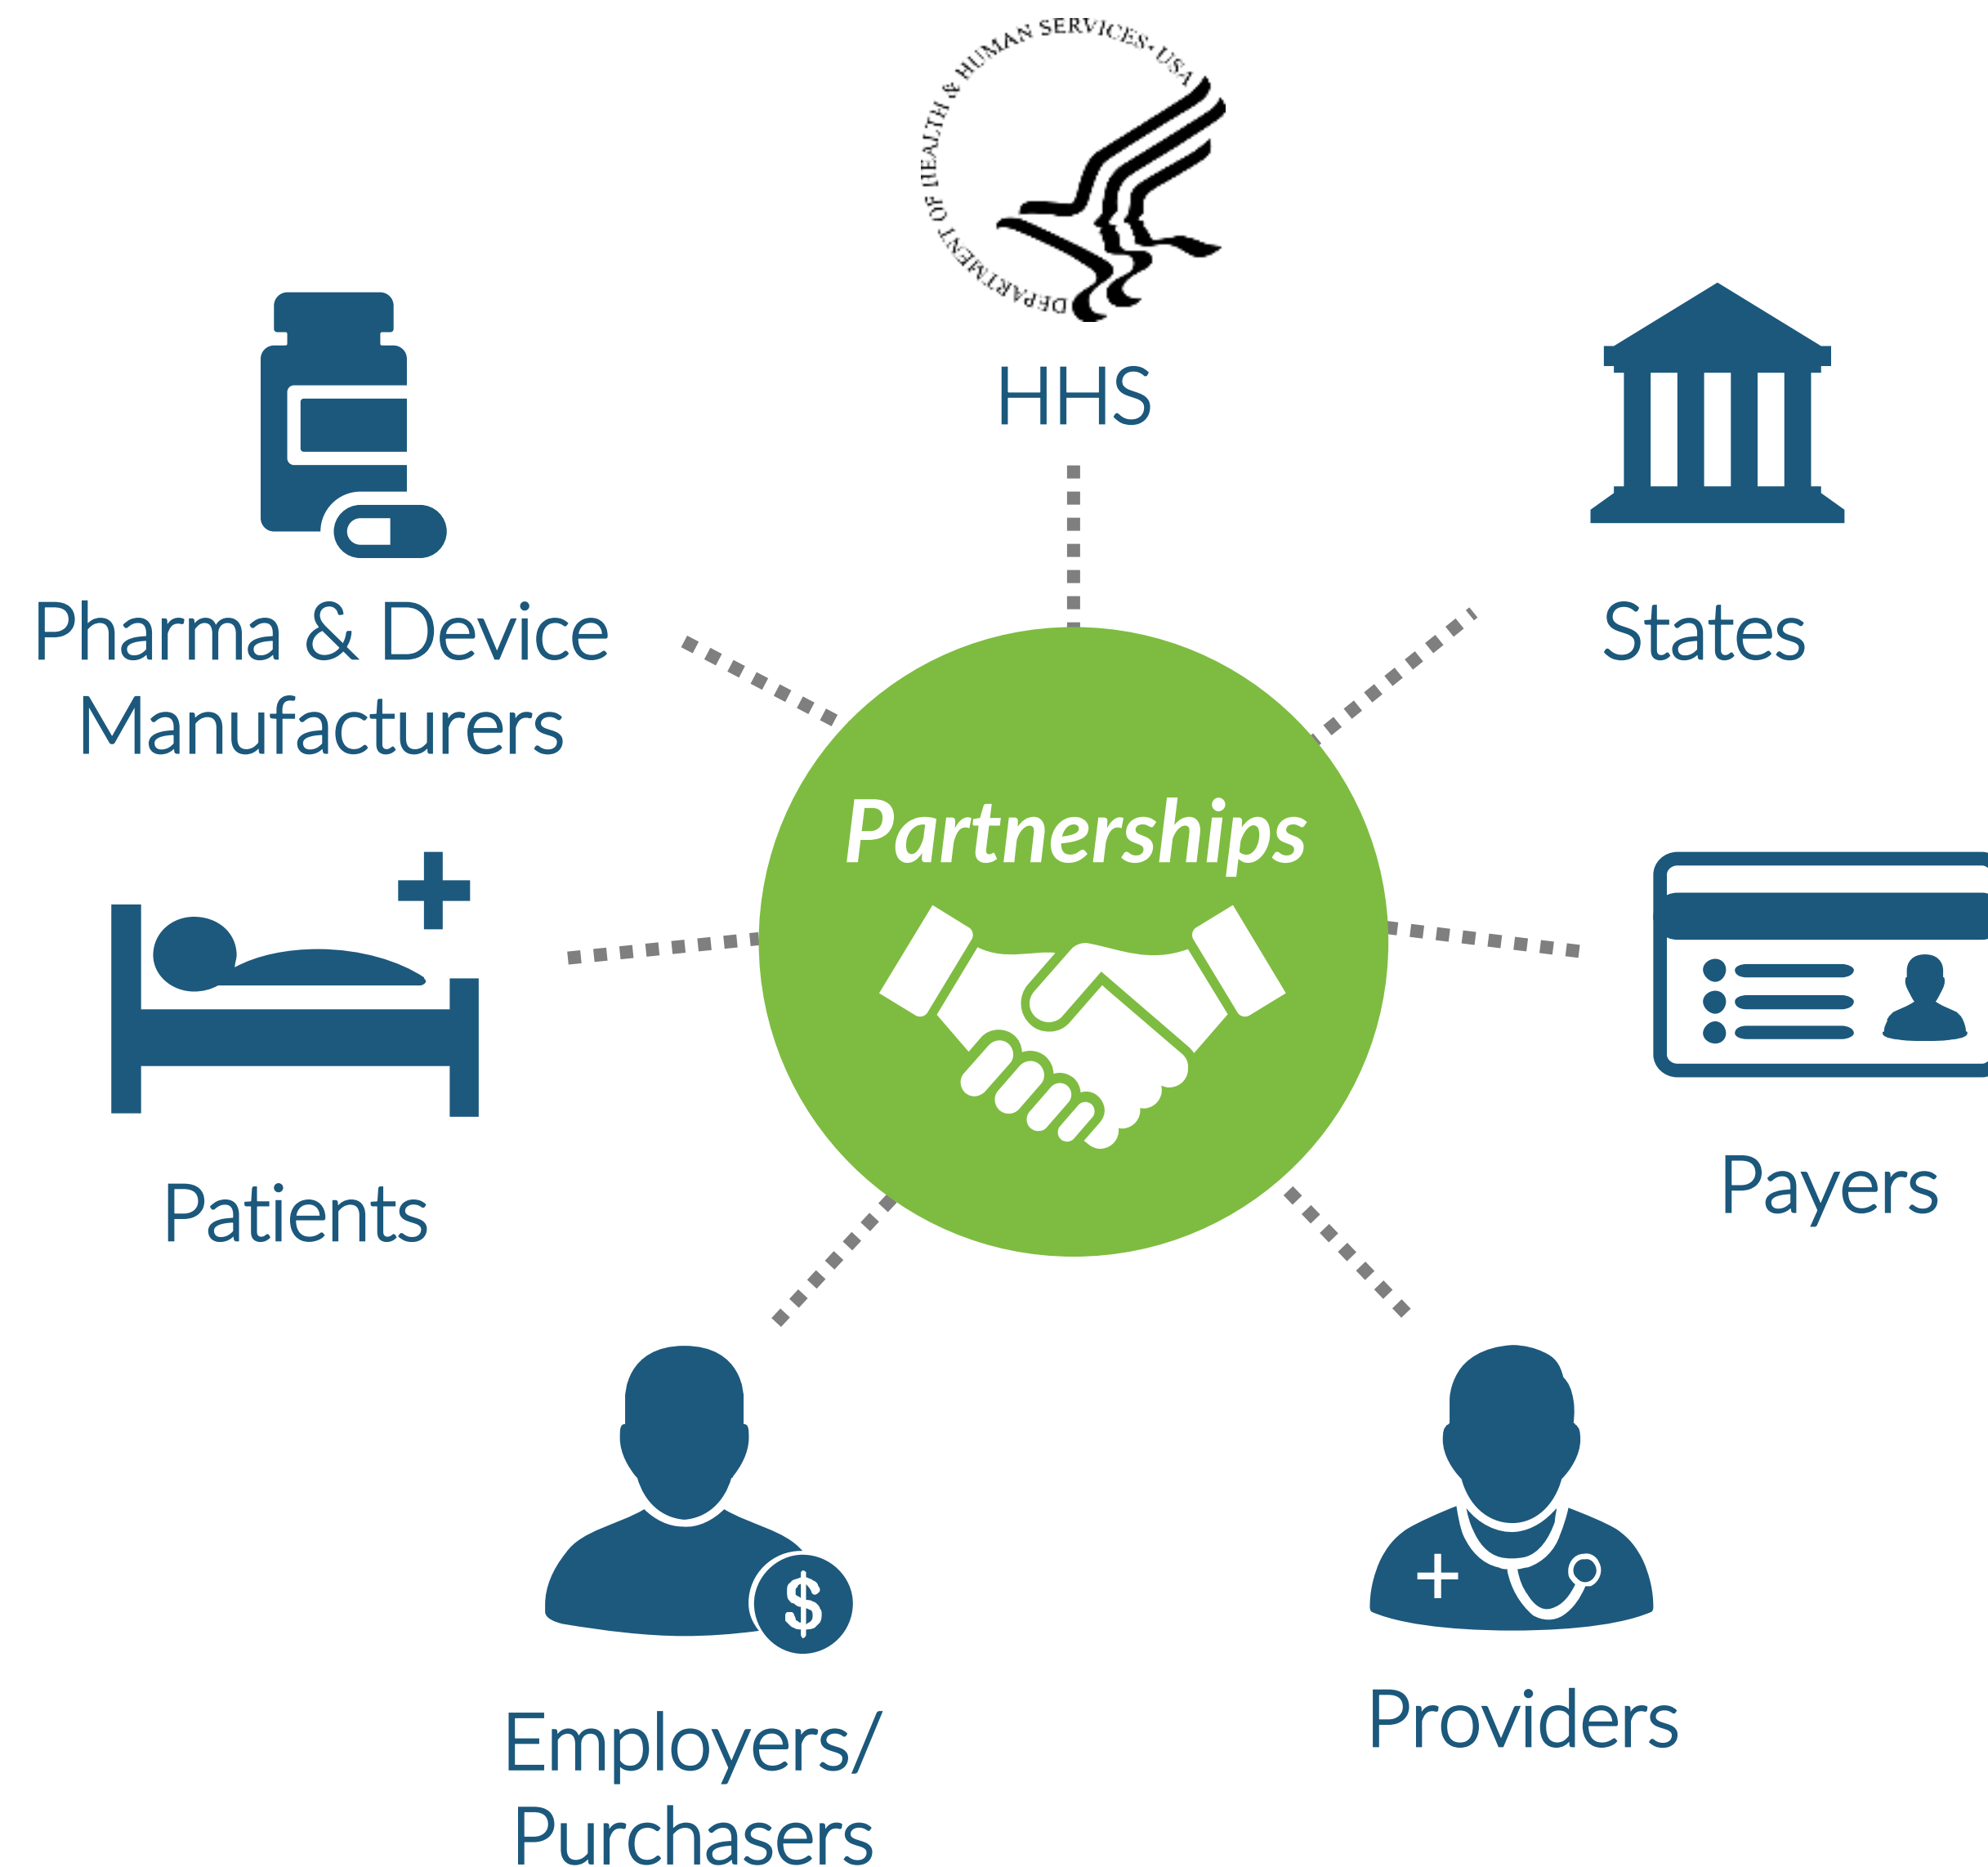 DEPARTMENT OF HEALTH & HUMAN SERVICES • USA
HHS
Pharma & Device
Manufacturers
States
Partnerships
Patients
Payers
$
Employers/
Purchasers
Providers